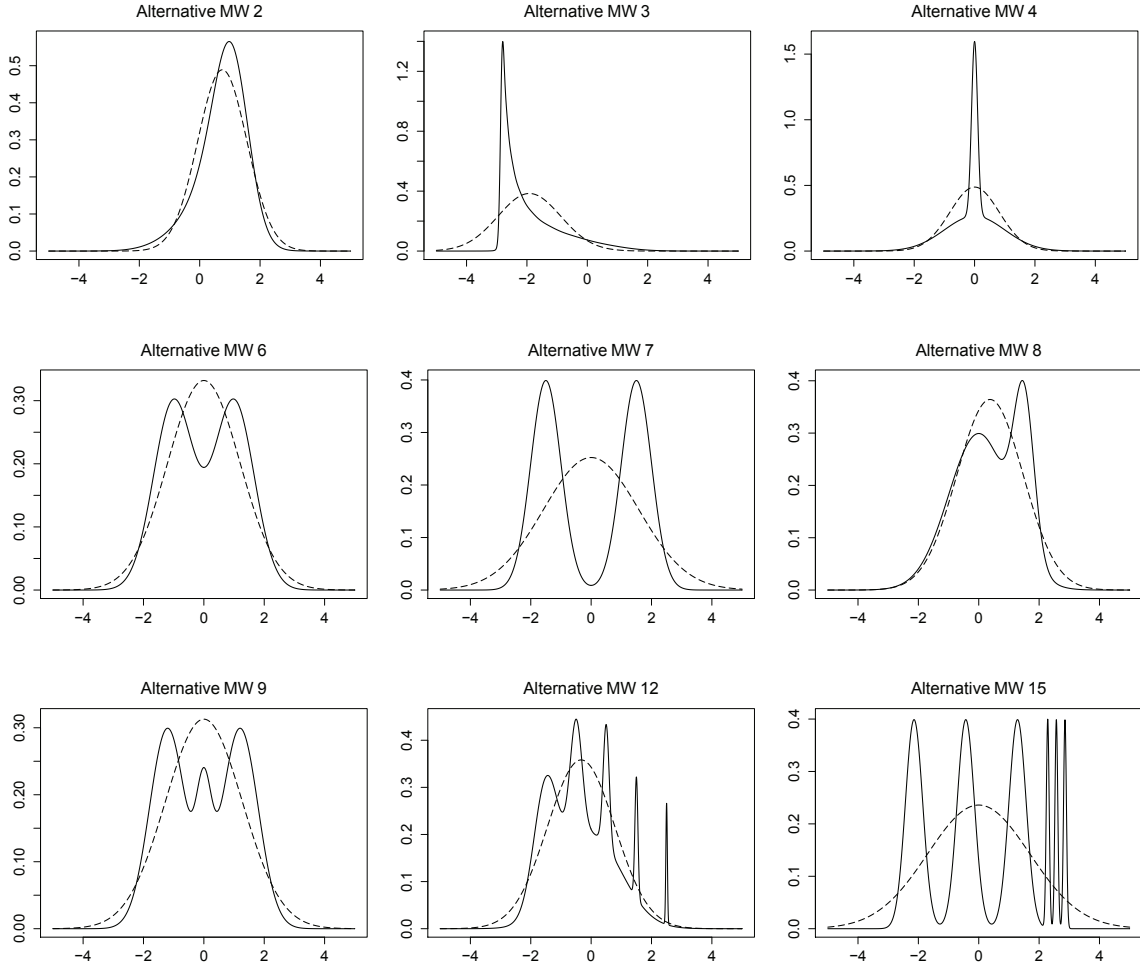 Alternative MW 2
Alternative MW 3
Alternative MW 4
0.0 0.1 0.2 0.3 0.4 0.5
−4 −2 0 2 4
0.0 0.4 0.8 1.2
−4 −2 0 2 4
0.0 0.5 1.0 1.5
−4 −2 0 2 4
Alternative MW 6
Alternative MW 7
Alternative MW 8
0.00 0.10 0.20 0.30
−4 −2 0 2 4
0.0 0.1 0.2 0.3 0.4
−4 −2 0 2 4
0.0 0.1 0.2 0.3 0.4
−4 −2 0 2 4
Alternative MW 9
Alternative MW 12
Alternative MW 15
0.00 0.10 0.20 0.30
−4 −2 0 2 4
0.0 0.1 0.2 0.3 0.4
−4 −2 0 2 4
0.0 0.1 0.2 0.3 0.4
−4 −2 0 2 4